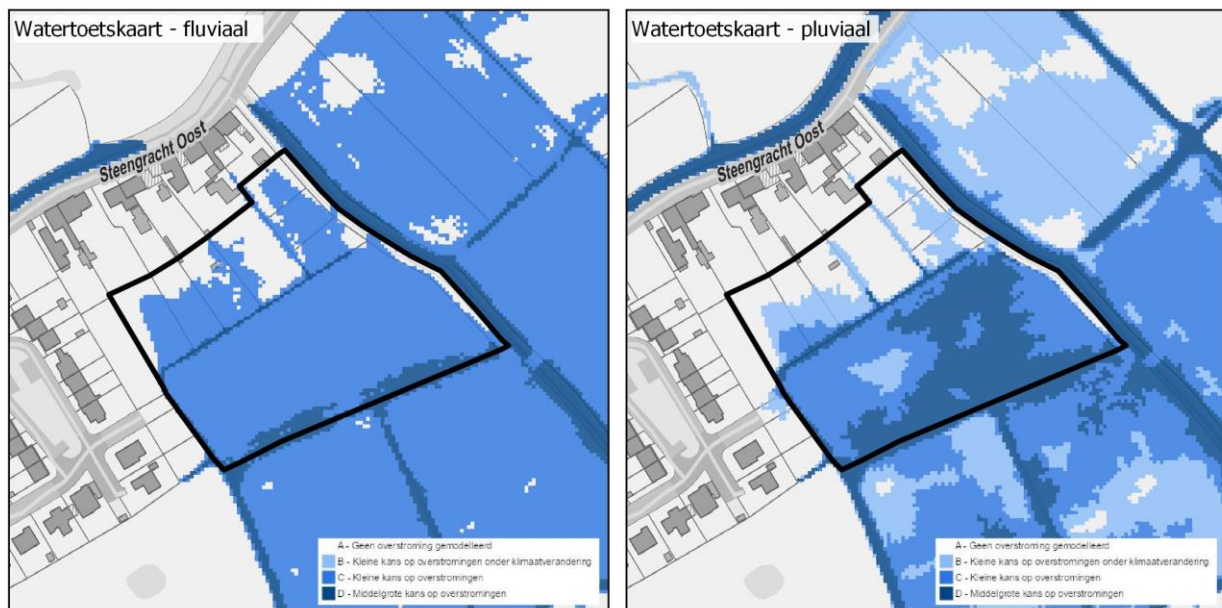 Watertoetskaart - fluviaal
Steengracht Oost
A - Geen overstroming gemodelleerd
B - Kleine kans op overstromingen onder klimaatverandering
C - Kleine kans op overstromingen
D - Middelgrote kans op overstromingen
Watertoetskaart - pluviaal
Steengracht Oost
A - Geen overstroming gemodelleerd
B - Kleine kans op overstromingen onder klimaatverandering
C - Kleine kans op overstromingen
D - Middelgrote kans op overstromingen